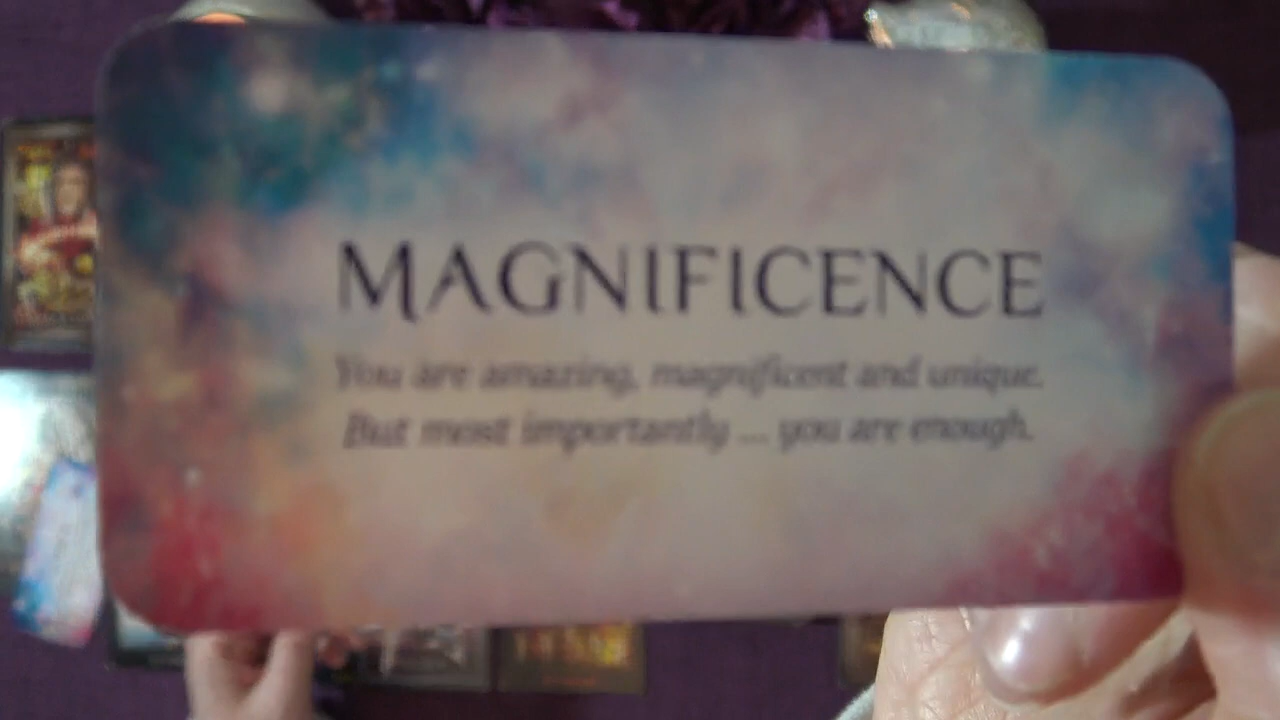 MAGNIFICENCE
You are amazing, magnificent and unique.
But most importantly ... you are enough.